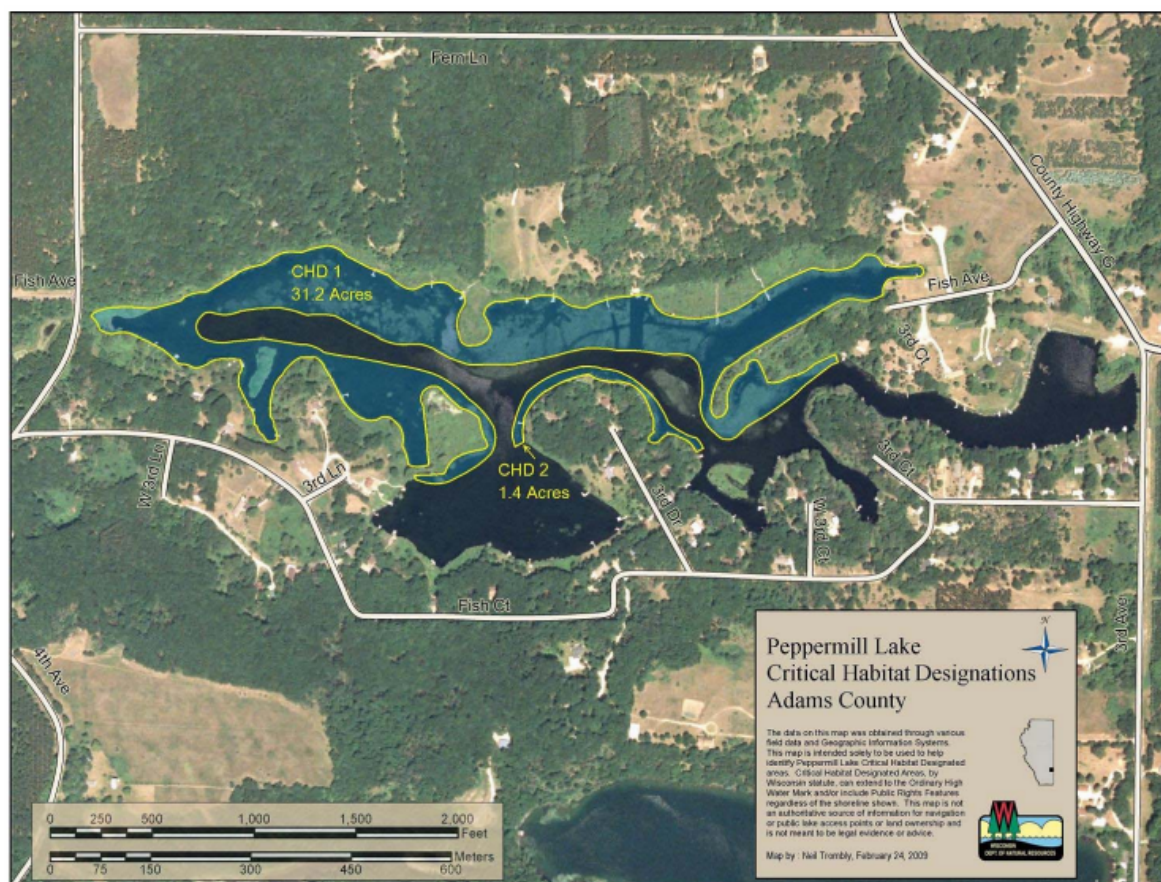 Fern Ln
County Highway G
CHD 1
31.2 Acres
Fish Ave
Fish Ave
3rd Ct
CHD 2
1.4 Acres
3rd Ct
W 3rd Ln
3rd Ln
3rd Dr
W 3rd Ct
Fish Ct
3rd Ave
4th Ave
N
Peppermill Lake
Critical Habitat Designations
Adams County
The data on this map was obtained through various
field data and Geographic Information Systems.
This map is intended solely to be used to help
identify Peppermill Lake Critical Habitat Designated
areas. Critical Habitat Designated Areas, by
Wisconsin statute, can extend to the Ordinary High
Water Mark and/or include Public Rights Features
regardless of the shoreline shown. This map is not
an authoritative source of information for navigation
or public lake access points or land ownership and
is not meant to be legal evidence or advice.
Map by : Neil Trombly, February 24, 2009
W
WISCONSIN
DEPT. OF NATURAL RESOURCES
0 250 500 1,000 1,500 2,000
Feet
Meters
0 75 150 300 450 600